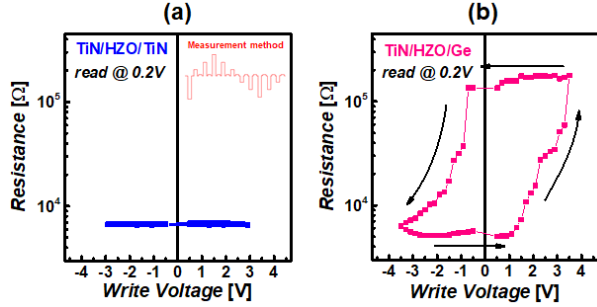 (a)
TiN/HZO/TiN
Measurement method
read @ 0.2V
10⁵
10⁴
Resistance [Ω]
-4 -3 -2 -1 0 1 2 3 4
Write Voltage [V]
(b)
TiN/HZO/Ge
read @ 0.2V
10⁵
10⁴
Resistance [Ω]
-4 -3 -2 -1 0 1 2 3 4
Write Voltage [V]